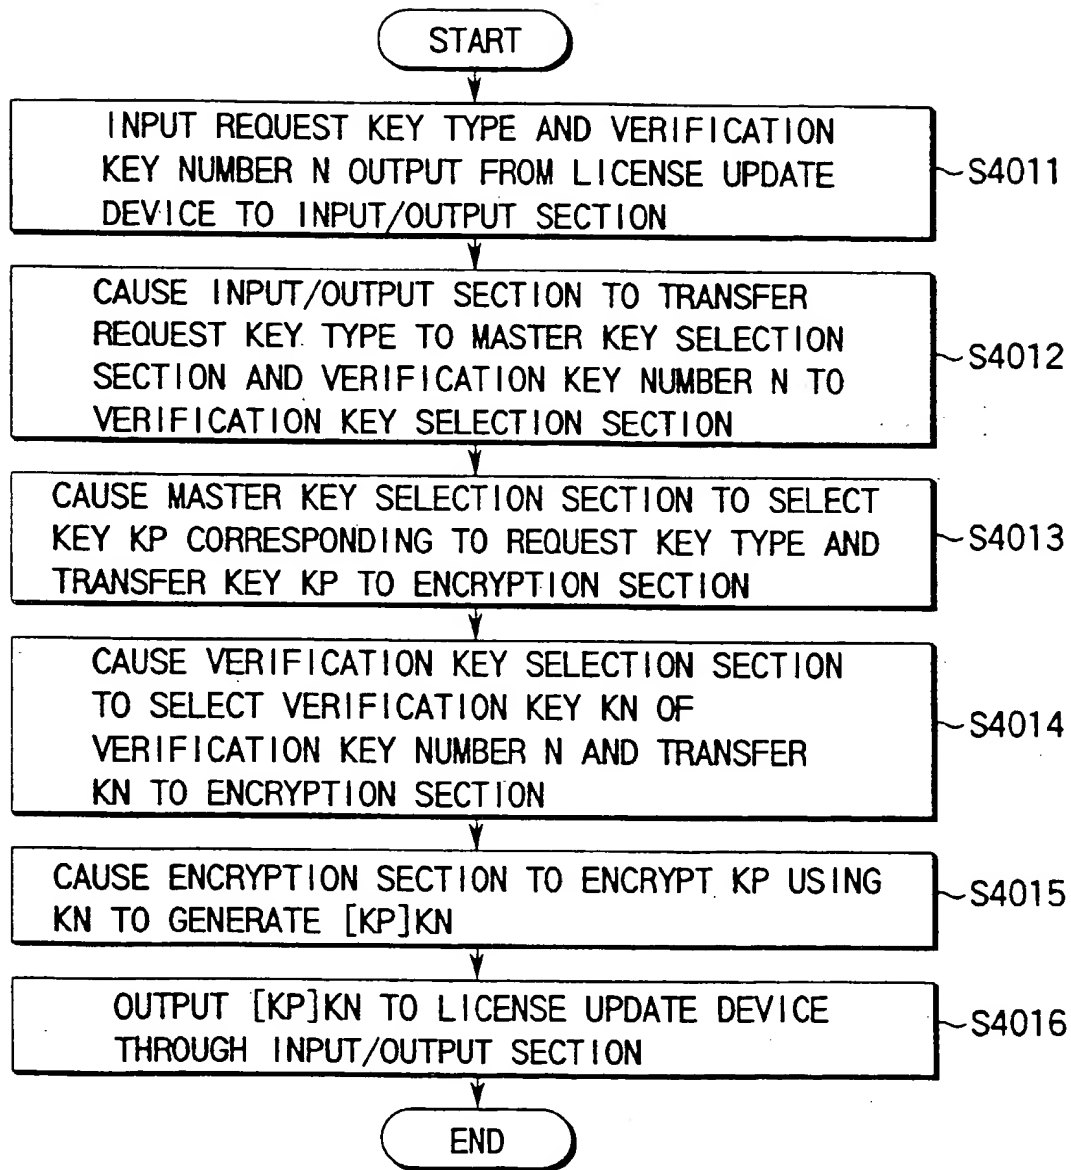 START
INPUT REQUEST KEY TYPE AND VERIFICATION
KEY NUMBER N OUTPUT FROM LICENSE UPDATE
DEVICE TO INPUT/OUTPUT SECTION
S4011
CAUSE INPUT/OUTPUT SECTION TO TRANSFER
REQUEST KEY TYPE TO MASTER KEY SELECTION
SECTION AND VERIFICATION KEY NUMBER N TO
VERIFICATION KEY SELECTION SECTION
S4012
CAUSE MASTER KEY SELECTION SECTION TO SELECT
KEY KP CORRESPONDING TO REQUEST KEY TYPE AND
TRANSFER KEY KP TO ENCRYPTION SECTION
S4013
CAUSE VERIFICATION KEY SELECTION SECTION
TO SELECT VERIFICATION KEY KN OF
VERIFICATION KEY NUMBER N AND TRANSFER
KN TO ENCRYPTION SECTION
S4014
CAUSE ENCRYPTION SECTION TO ENCRYPT KP USING
KN TO GENERATE [KP]KN
S4015
OUTPUT [KP]KN TO LICENSE UPDATE DEVICE
THROUGH INPUT/OUTPUT SECTION
S4016
END